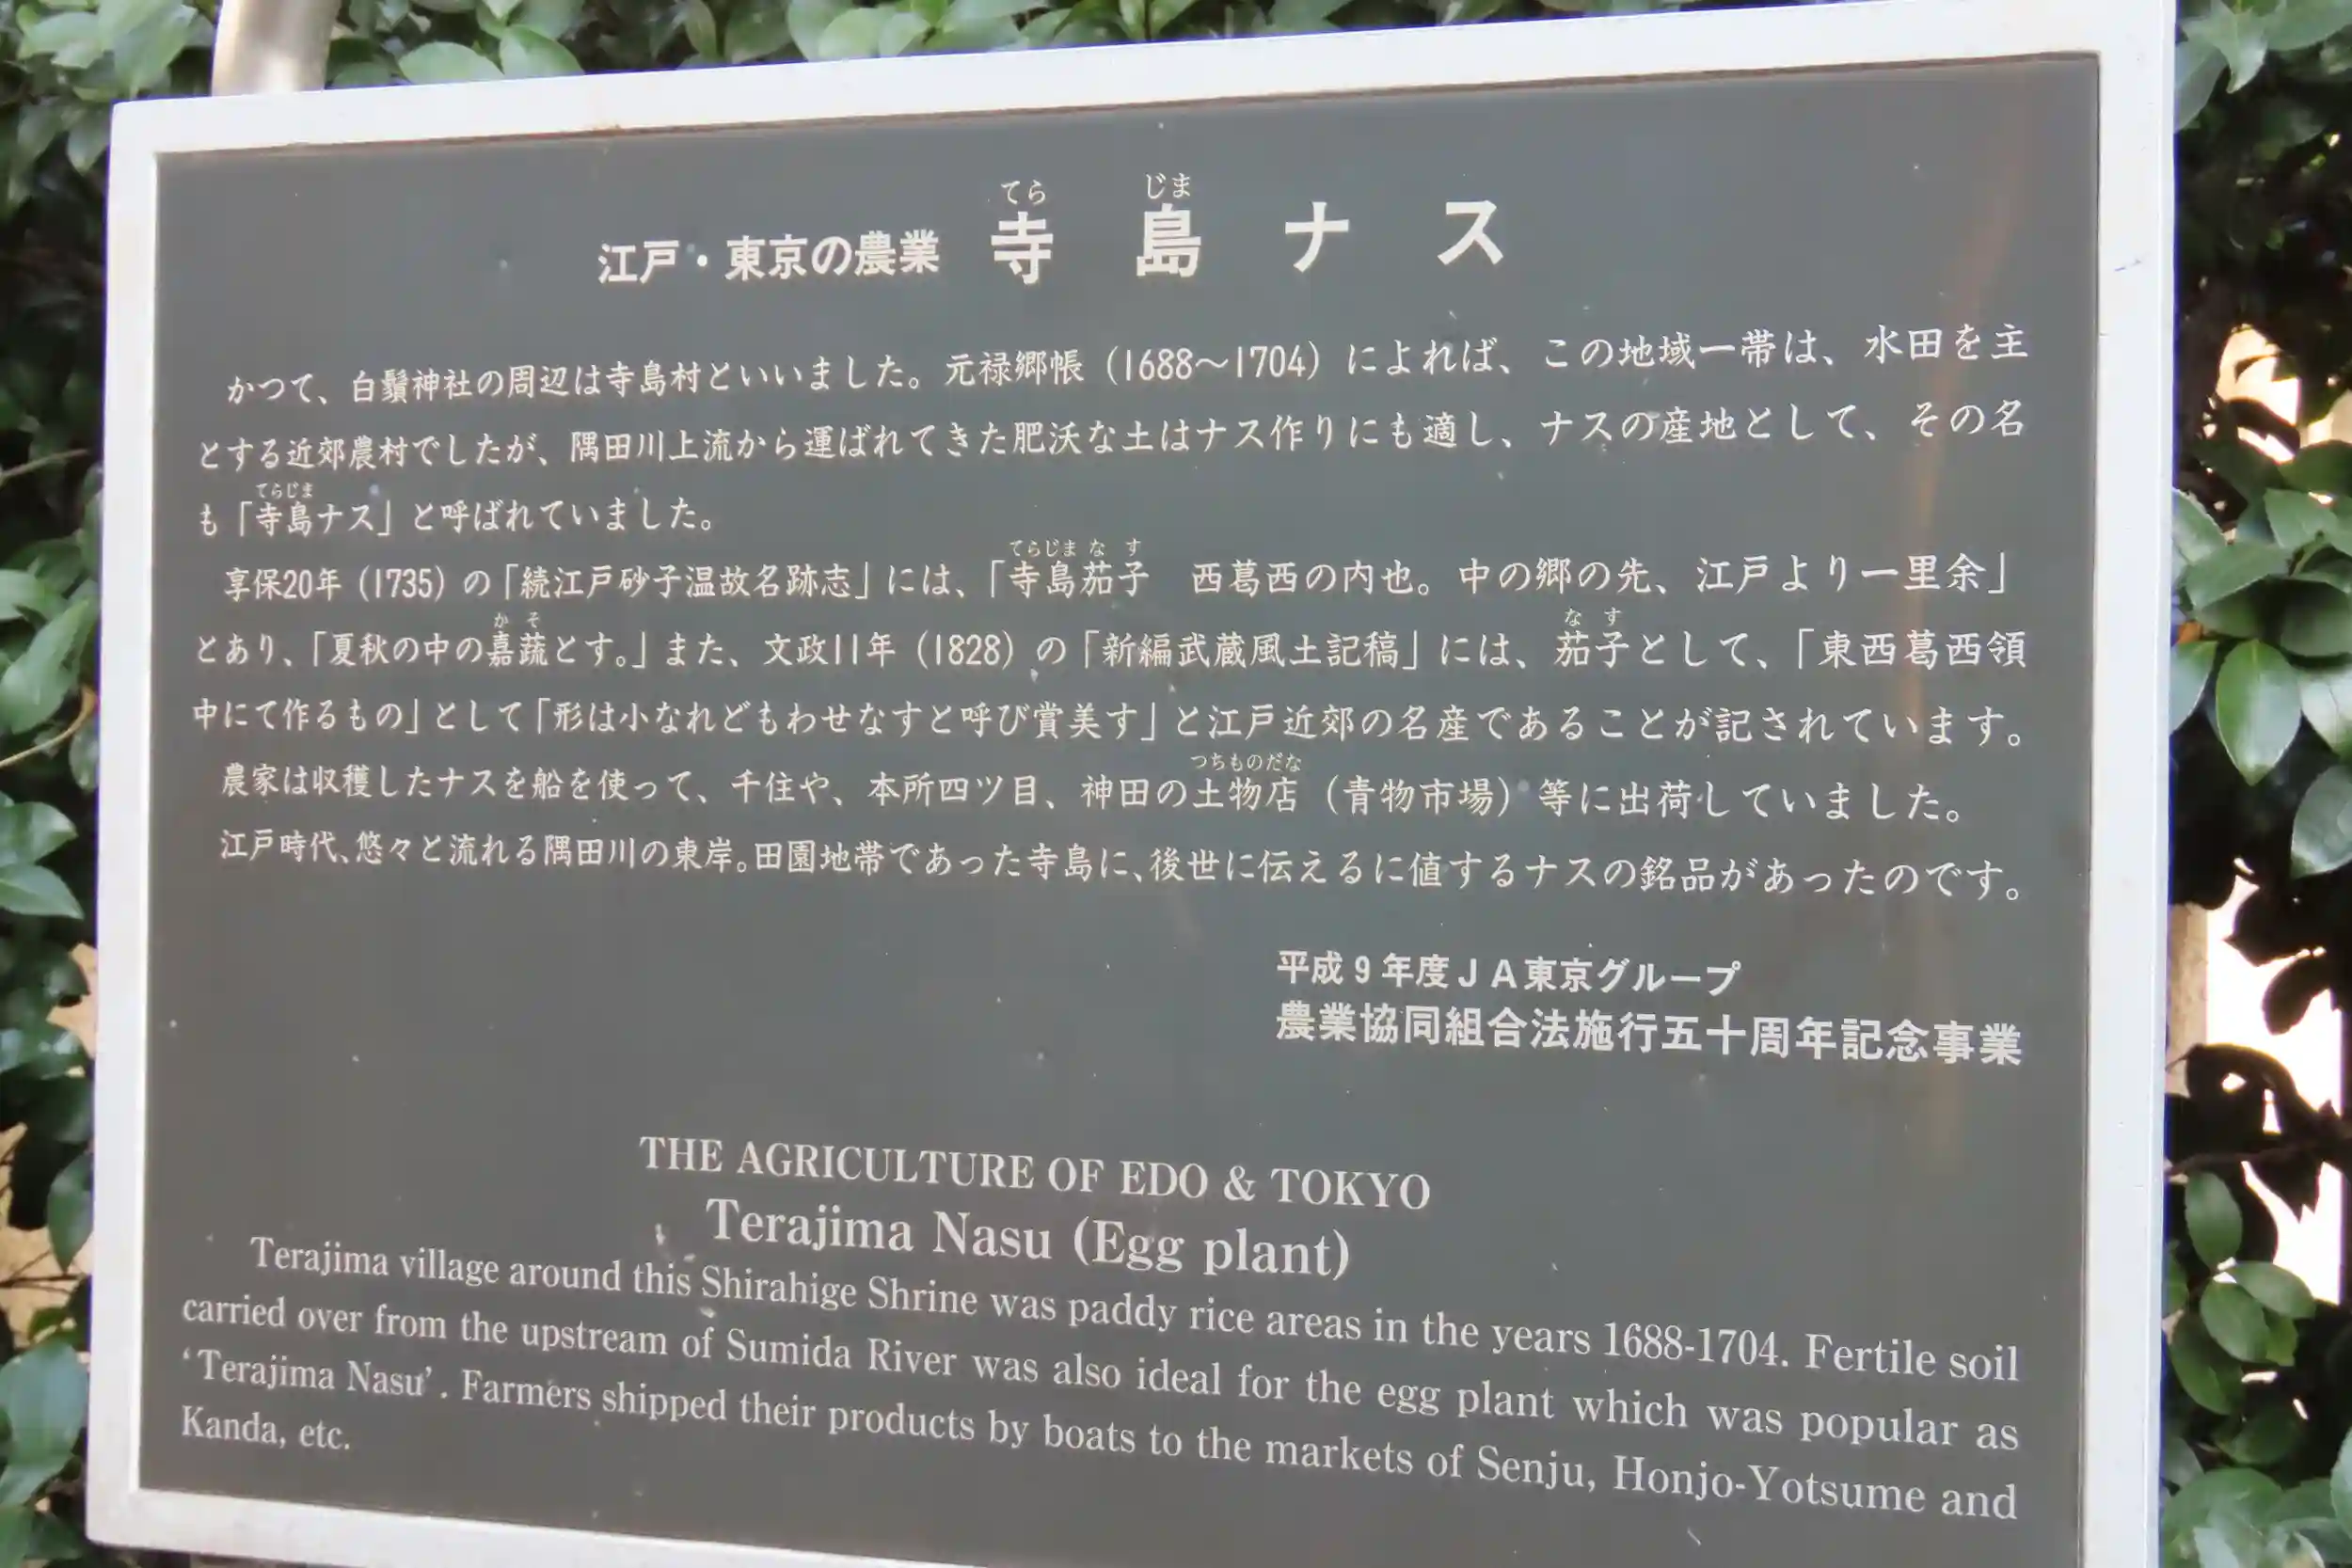 江戸・東京の農業 寺島ナス
てら じま
かつて、白鬚神社の周辺は寺島村といいました。元禄郷帳（1688～1704）によれば、この地域一帯は、水田を主
とする近郊農村でしたが、隅田川上流から運ばれてきた肥沃な土はナス作りにも適し、ナスの産地として、その名
てらじま
も「寺島ナス」と呼ばれていました。
てらじま な す
享保20年（1735）の「続江戸砂子温故名跡志」には、「寺島茄子　西葛西の内也。中の郷の先、江戸より一里余」
か そ な す
とあり、「夏秋の中の嘉蔬とす。」また、文政11年（1828）の「新編武蔵風土記稿」には、茄子として、「東西葛西領
中にて作るもの」として「形は小なれどもわせなすと呼び賞美す」と江戸近郊の名産であることが記されています。
つちものだな
農家は収穫したナスを船を使って、千住や、本所四ツ目、神田の土物店（青物市場）等に出荷していました。
江戸時代、悠々と流れる隅田川の東岸。田園地帯であった寺島に、後世に伝えるに値するナスの銘品があったのです。
平成9年度JA東京グループ
農業協同組合法施行五十周年記念事業
THE AGRICULTURE OF EDO & TOKYO
Terajima Nasu (Egg plant)
Terajima village around this Shirahige Shrine was paddy rice areas in the years 1688-1704. Fertile soil
carried over from the upstream of Sumida River was also ideal for the egg plant which was popular as
‘Terajima Nasu’. Farmers shipped their products by boats to the markets of Senju, Honjo-Yotsume and
Kanda, etc.